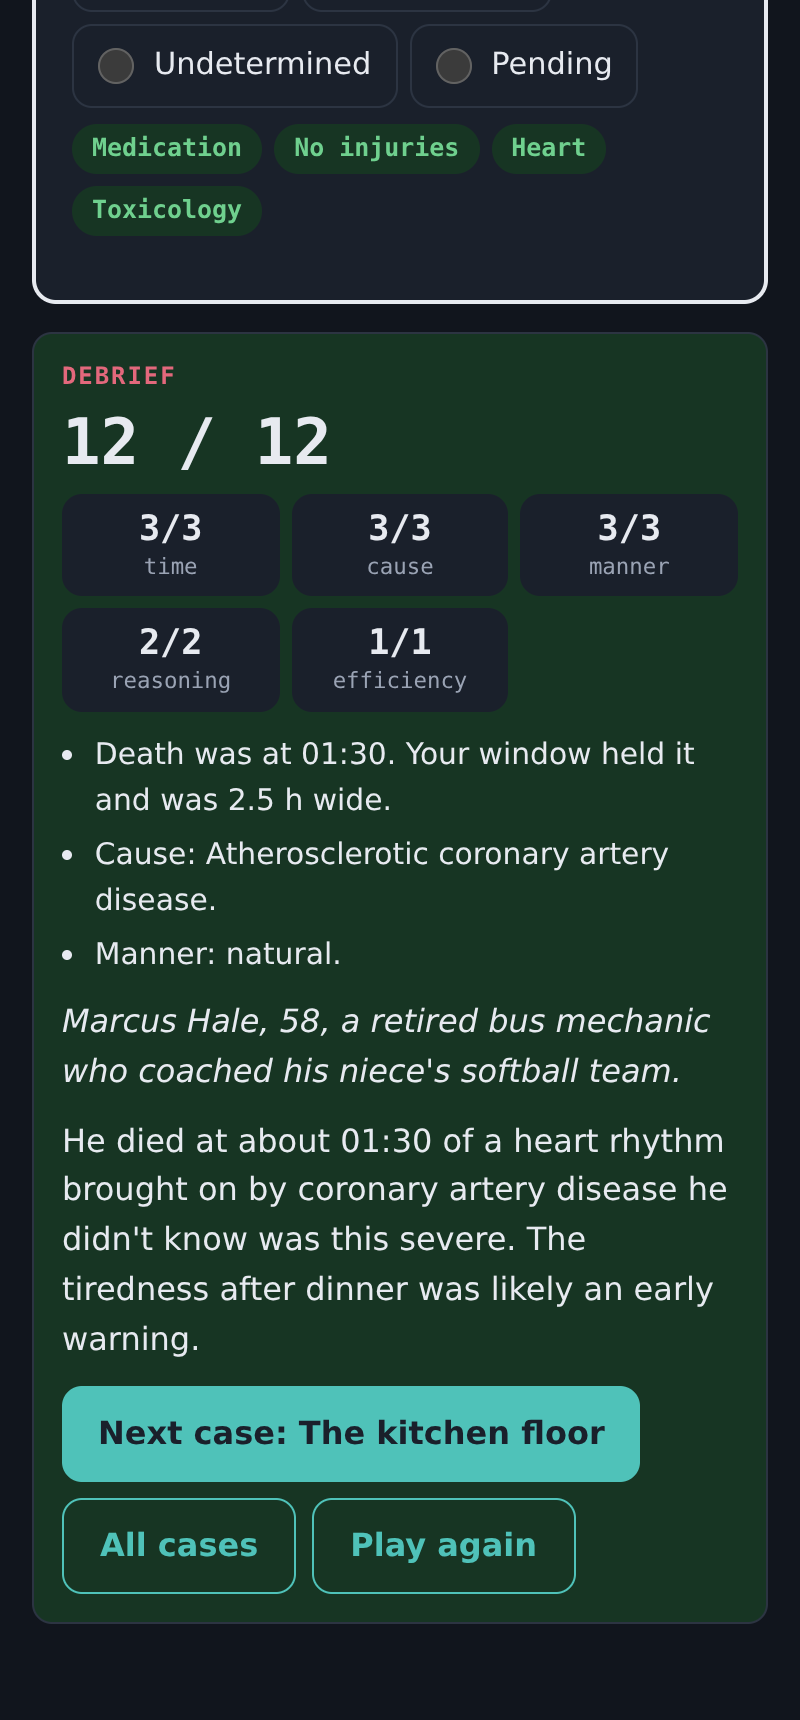 Undetermined Pending
Medication No injuries Heart
Toxicology
DEBRIEF
12 / 12
3/3 3/3 3/3
time cause manner
2/2 1/1
reasoning efficiency
• Death was at 01:30. Your window held it
and was 2.5 h wide.
• Cause: Atherosclerotic coronary artery
disease.
• Manner: natural.
Marcus Hale, 58, a retired bus mechanic
who coached his niece's softball team.
He died at about 01:30 of a heart rhythm
brought on by coronary artery disease he
didn't know was this severe. The
tiredness after dinner was likely an early
warning.
Next case: The kitchen floor
All cases Play again